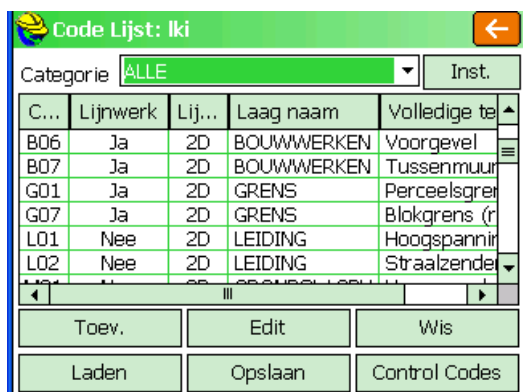 Code Lijst: lki
Categorie ALLE Inst.
C... Lijnwerk Lij... Laag naam Volledige te
B06 Ja 2D BOUWWERKEN Voorgevel
B07 Ja 2D BOUWWERKEN Tussenmuur
G01 Ja 2D GRENS Perceelsgren
G07 Ja 2D GRENS Blokgrens (r
L01 Nee 2D LEIDING Hoogspannin
L02 Nee 2D LEIDING Straalzender
Toev. Edit Wis
Laden Opslaan Control Codes